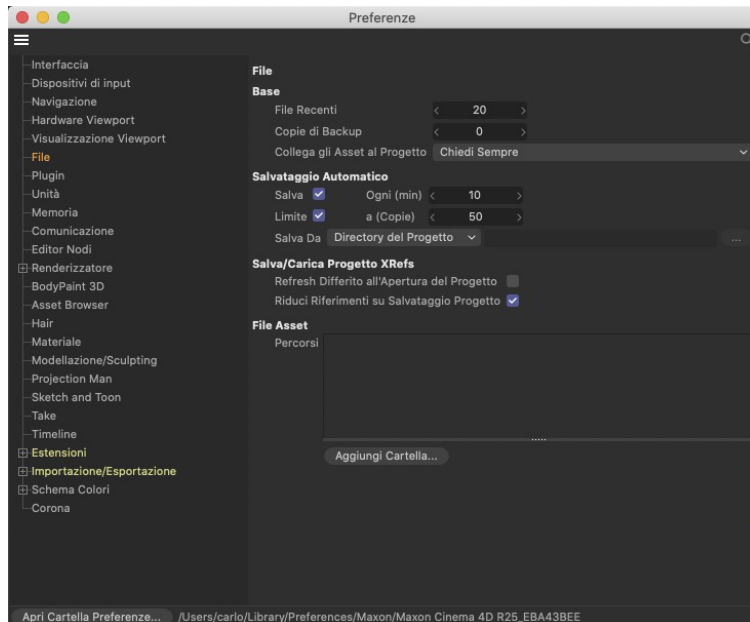 Preferenze
Interfaccia
Dispositivi di input
Navigazione
Hardware Viewport
Visualizzazione Viewport
File
Plugin
Unità
Memoria
Comunicazione
Editor Nodi
Renderizzatore
BodyPaint 3D
Asset Browser
Hair
Materiale
Modellazione/Sculpting
Projection Man
Sketch and Toon
Take
Timeline
Estensioni
Importazione/Esportazione
Schema Colori
Corona
File
Base
File Recenti 20
Copie di Backup 0
Collega gli Asset al Progetto Chiedi Sempre
Salvataggio Automatico
Salva Ogni (min) 10
Limite a (Copie) 50
Salva Da Directory del Progetto ...
Salva/Carica Progetto XRefs
Refresh Differito all'Apertura del Progetto
Riduci Riferimenti su Salvataggio Progetto
File Asset
Percorsi
Aggiungi Cartella...
Apri Cartella Preferenze... /Users/carlo/Library/Preferences/Maxon/Maxon Cinema 4D R25_EBA43BEE